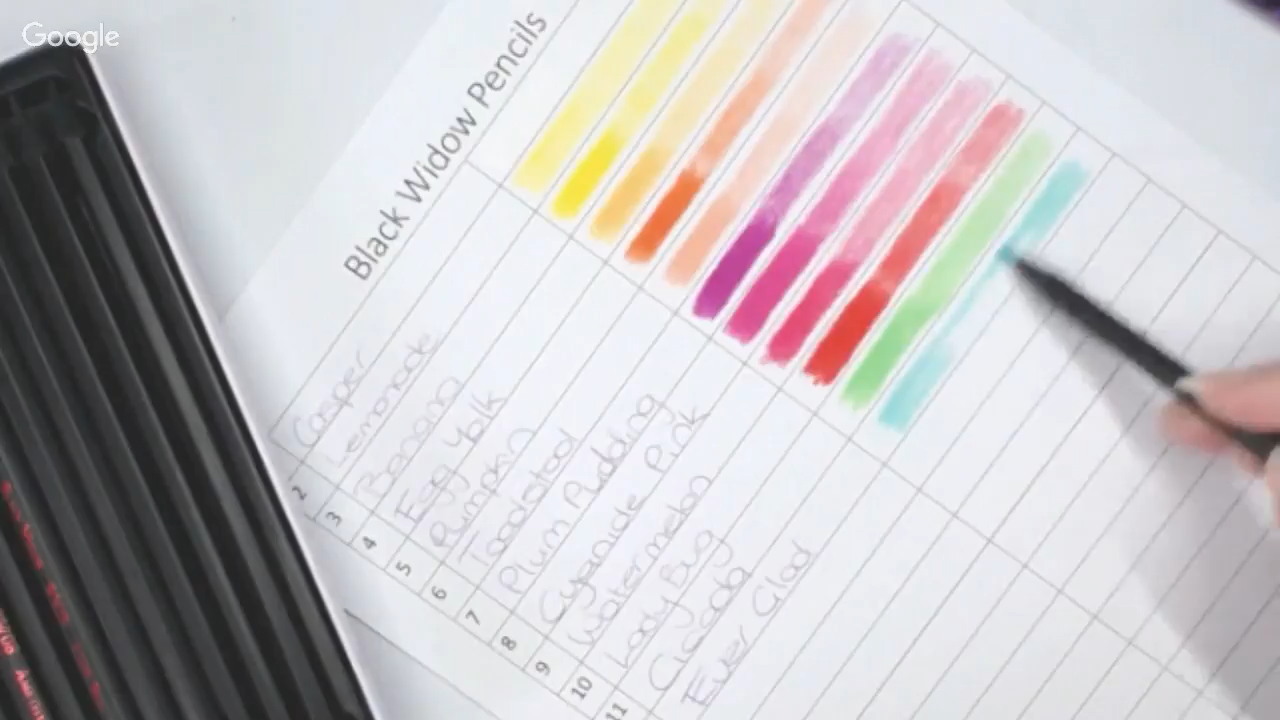 Google
Black Widow Pencils
Casper
2 Lemonade
3 Banana
4 Egg Yolk
5 Pumpkin
6 Toadstool
7 Plum Pudding
8 Cyanide Pink
9 Watermelon
10 Lady Bug
11 Cicada
Ever Glad